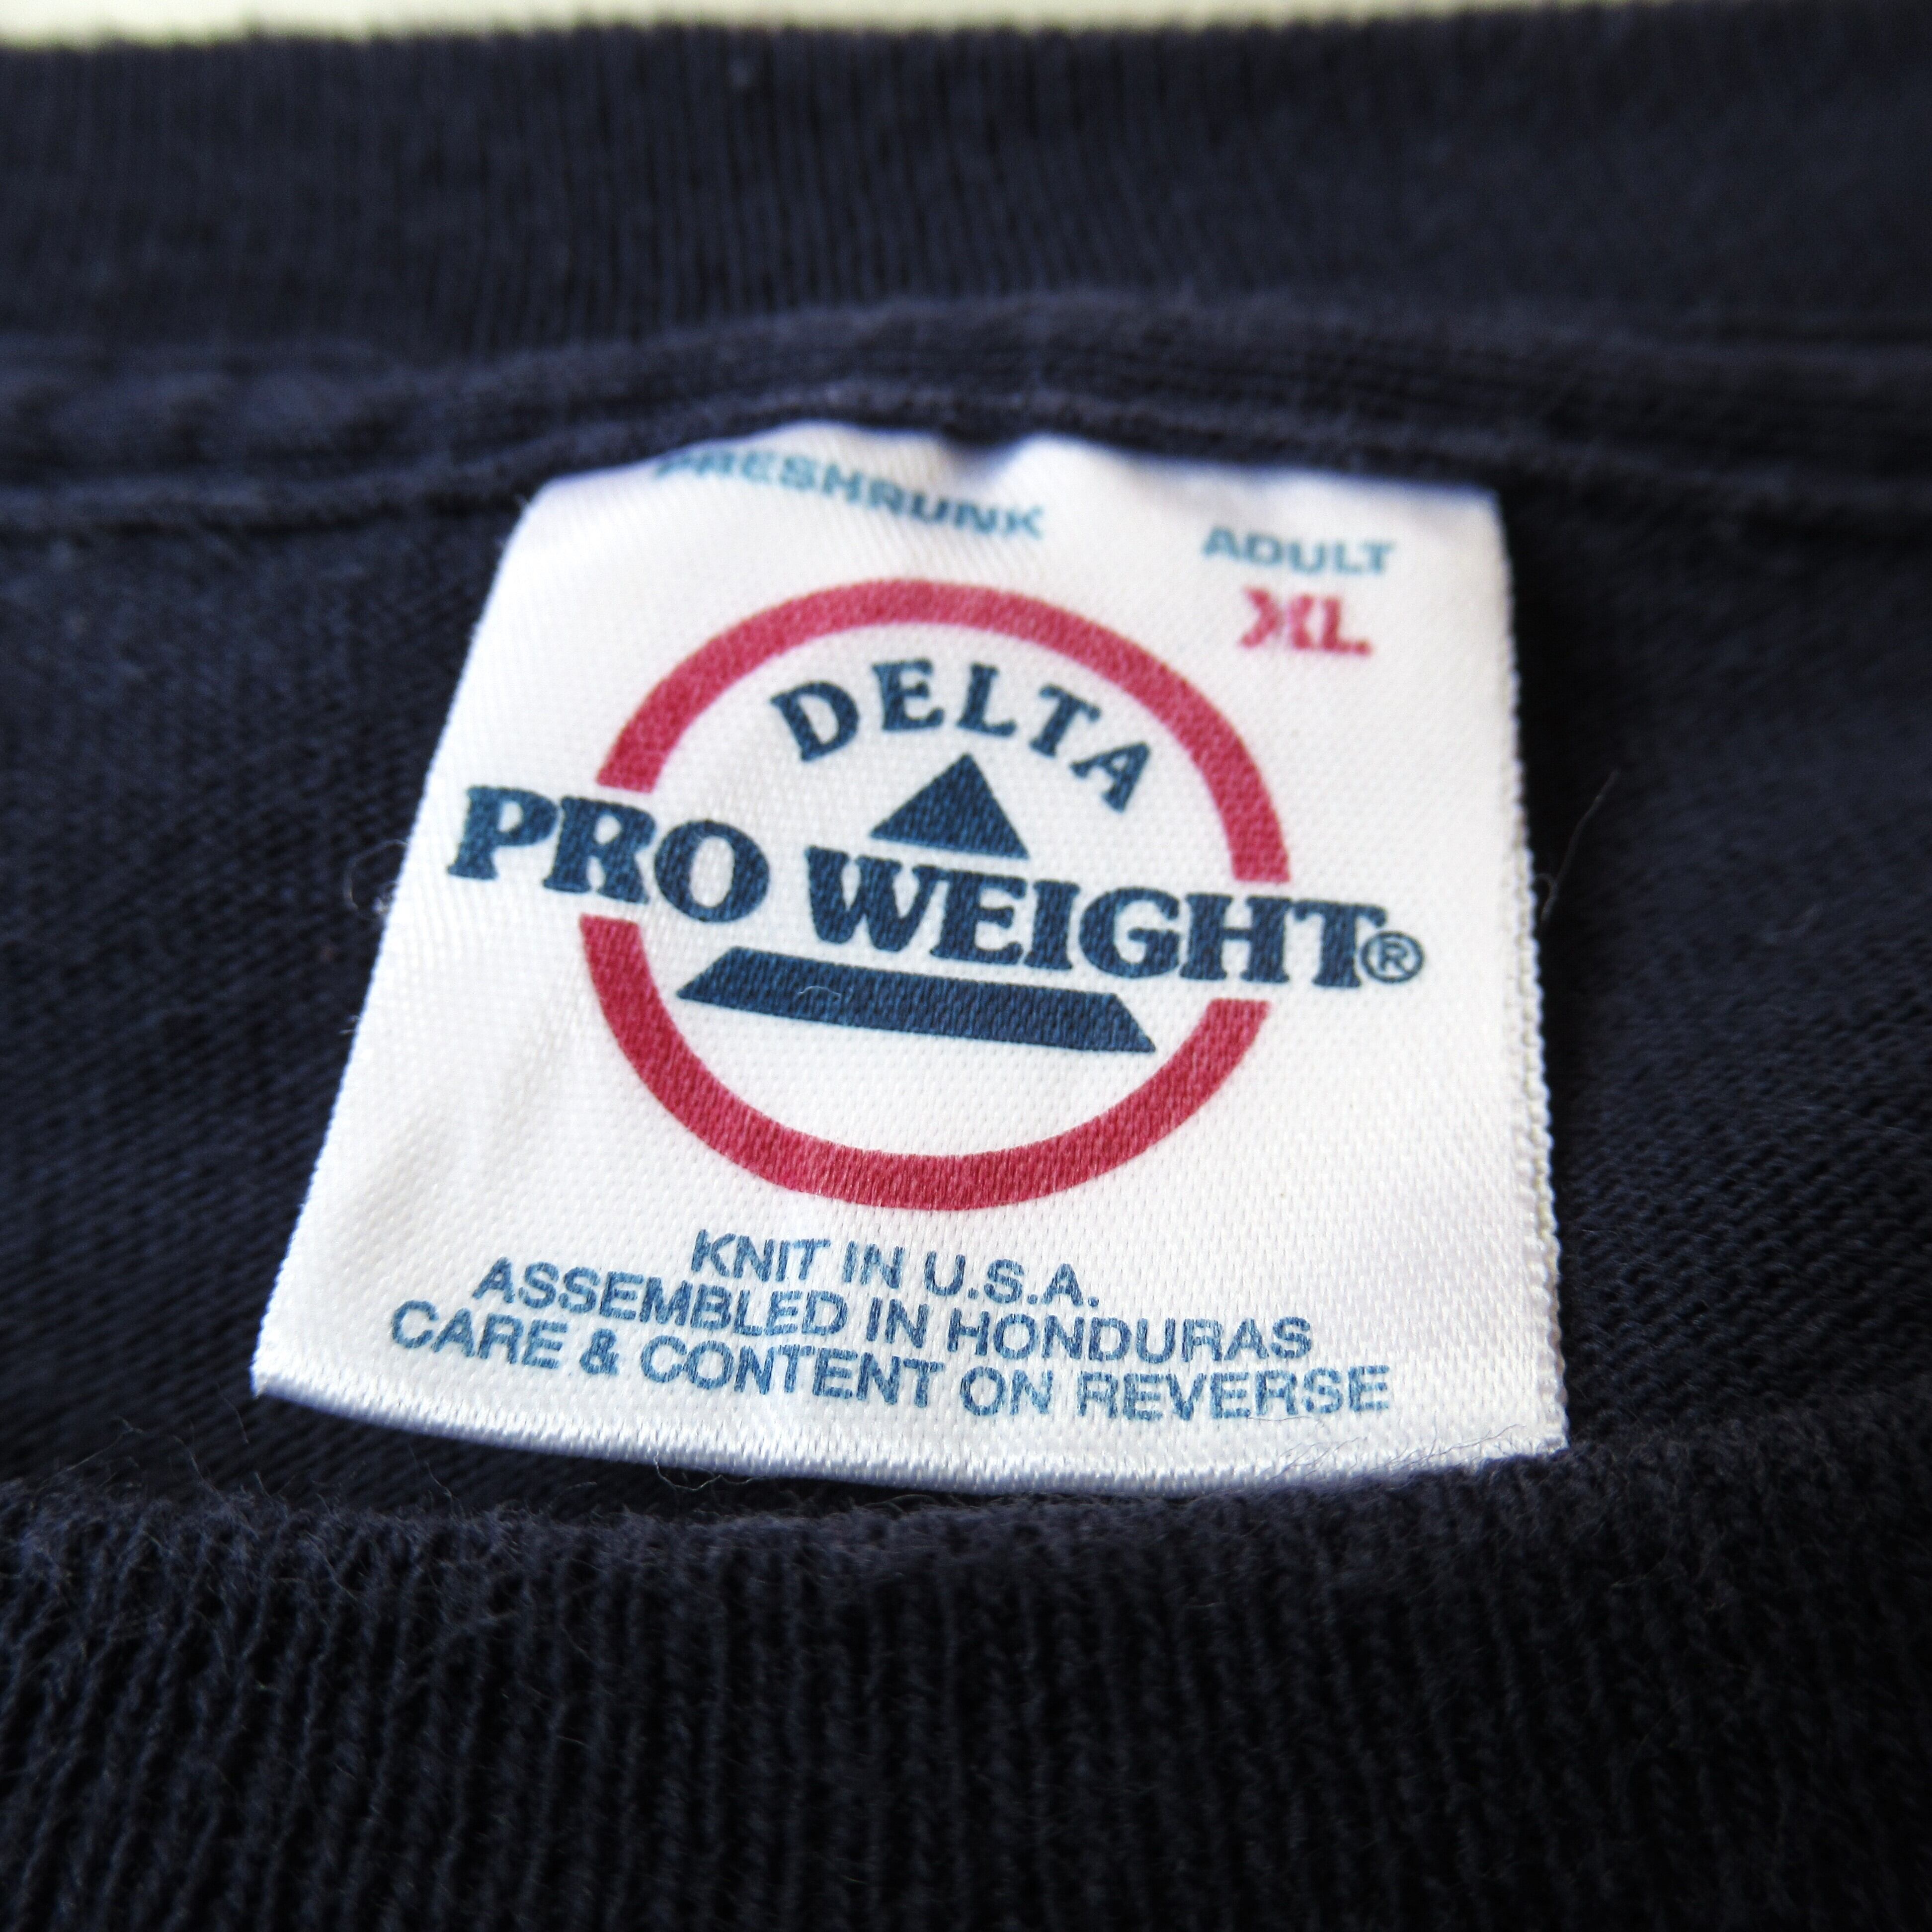 PRESHRUNK
ADULT
XL
DELTA
PRO WEIGHT®
KNIT IN U.S.A.
ASSEMBLED IN HONDURAS
CARE & CONTENT ON REVERSE